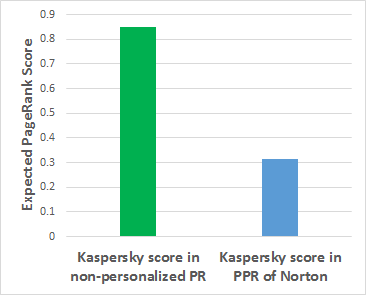 Expected PageRank Score
0.9
0.8
0.7
0.6
0.5
0.4
0.3
0.2
0.1
0
Kaspersky score in
non-personalized PR
Kaspersky score in
PPR of Norton